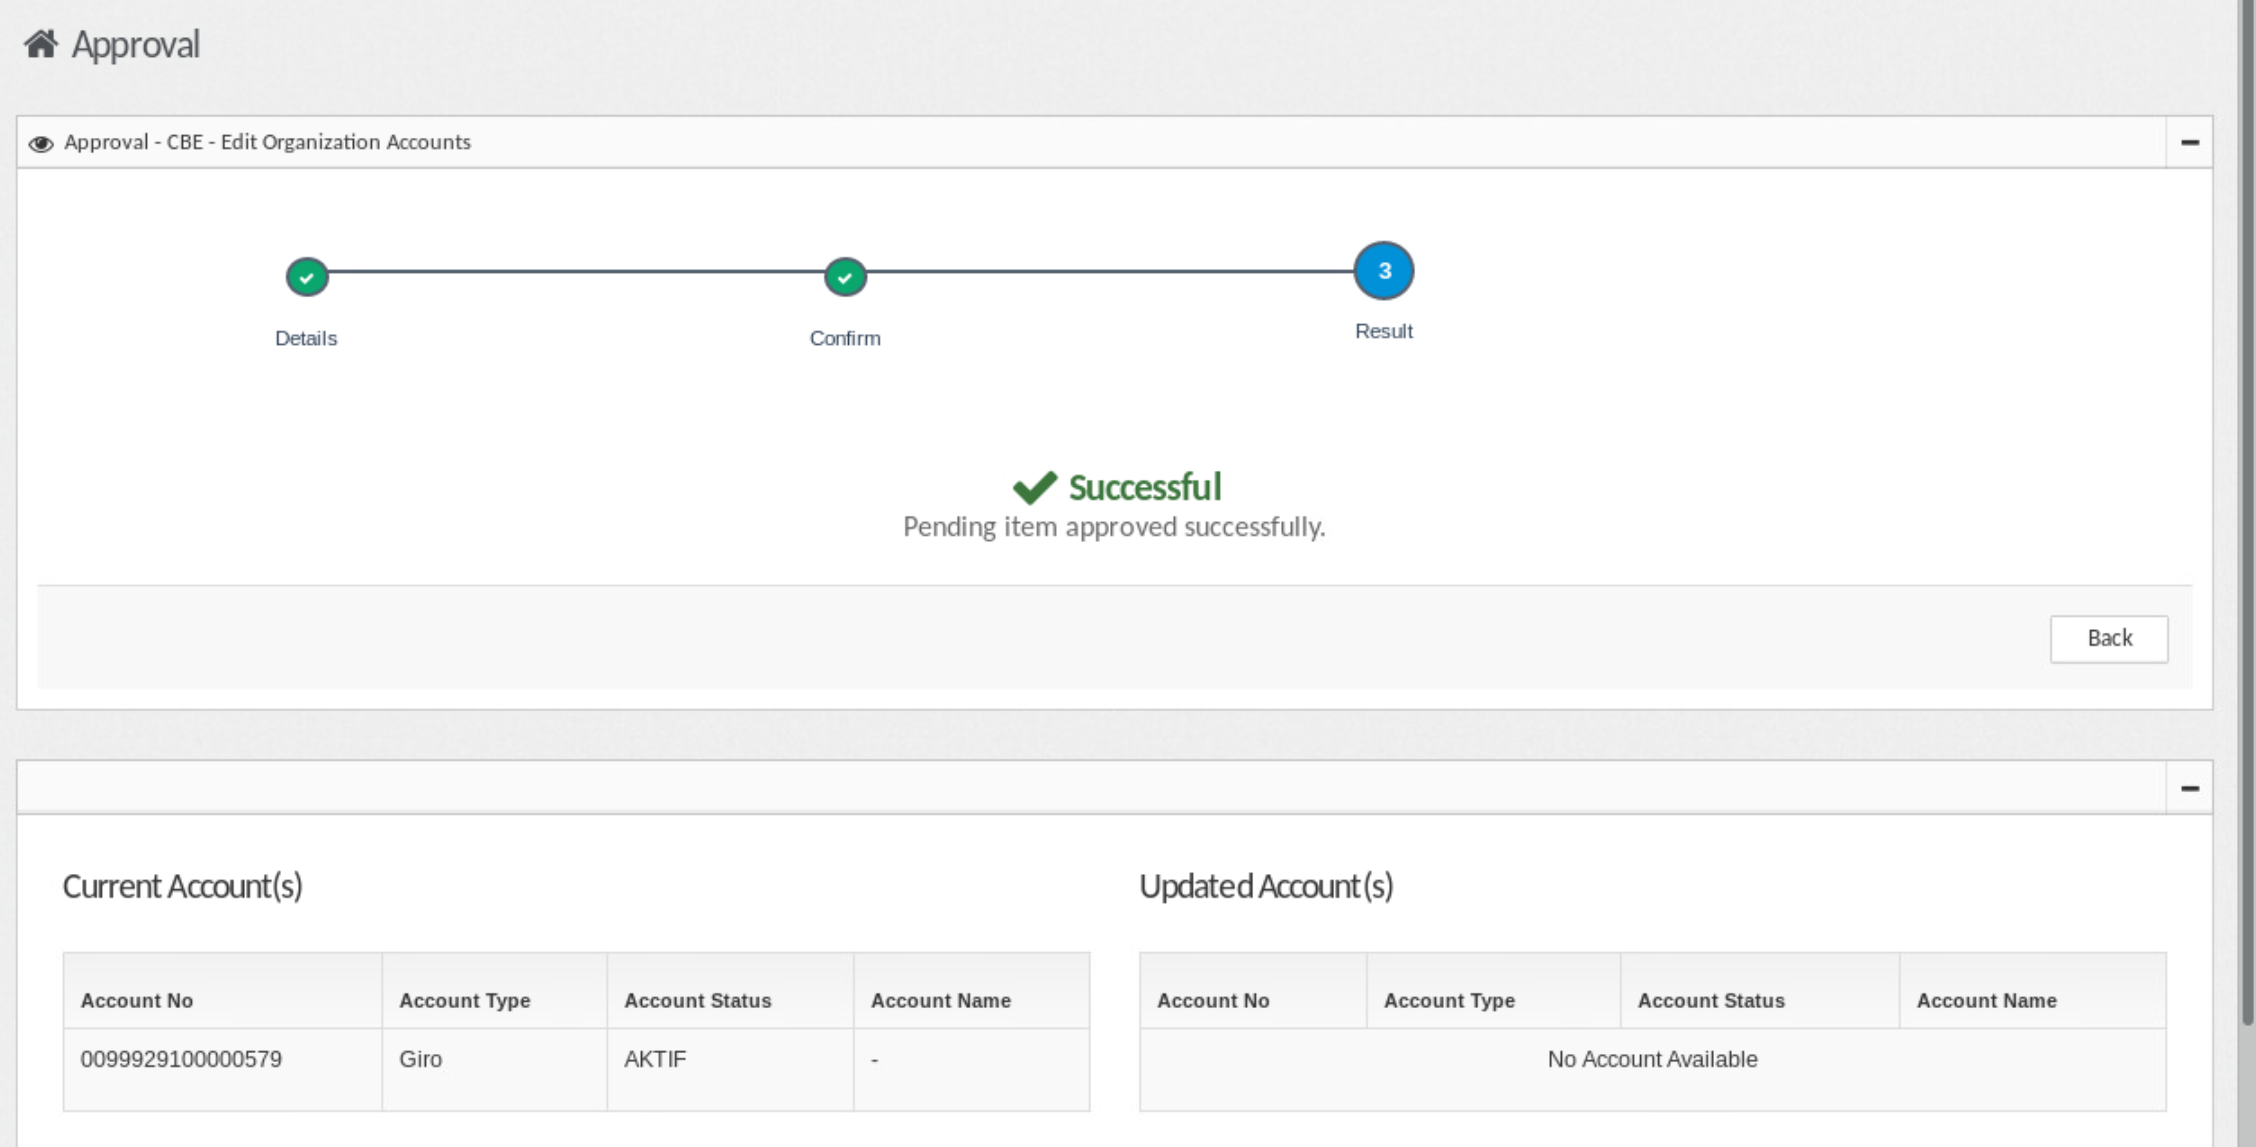 Approval
Approval - CBE - Edit Organization Accounts
3
Details
Confirm
Result
Successful
Pending item approved successfully.
Back
Current Account(s)
Updated Account(s)
Account No Account Type Account Status Account Name
0099929100000579 Giro AKTIF -
Account No Account Type Account Status Account Name
No Account Available